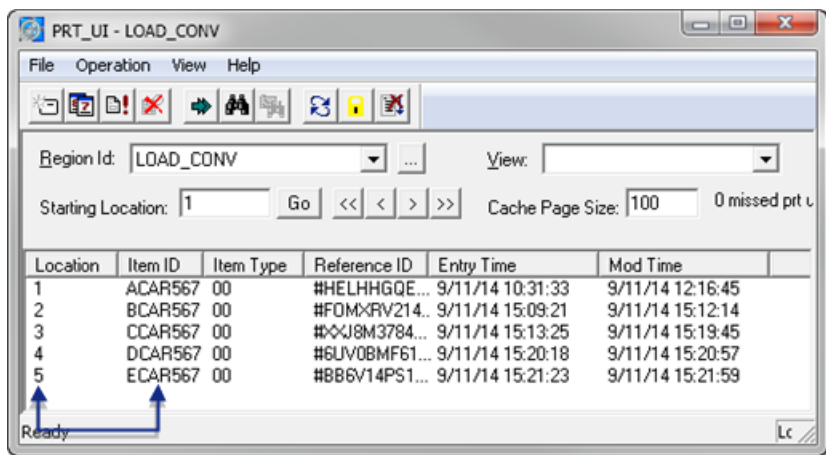 PRT_UI - LOAD_CONV
File Operation View Help
Region Id: LOAD_CONV ... View:
Starting Location: 1 Go << < > >> Cache Page Size: 100 0 missed prt u
Location Item ID Item Type Reference ID Entry Time Mod Time
1 ACAR567 00 #HELHHGQE... 9/11/14 10:31:33 9/11/14 12:16:45
2 BCAR567 00 #FOMXRV214... 9/11/14 15:09:21 9/11/14 15:12:14
3 CCAR567 00 #XXJ8M3784... 9/11/14 15:13:25 9/11/14 15:19:45
4 DCAR567 00 #6UV0BMF61... 9/11/14 15:20:18 9/11/14 15:20:57
5 ECAR567 00 #BB6V14PS1... 9/11/14 15:21:23 9/11/14 15:21:59
Ready Lc